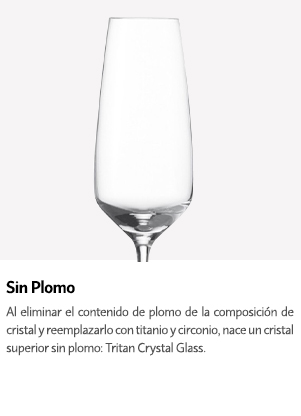 Sin Plomo
Al eliminar el contenido de plomo de la composición de
cristal y reemplazarlo con titanio y circonio, nace un cristal
superior sin plomo: Tritan Crystal Glass.